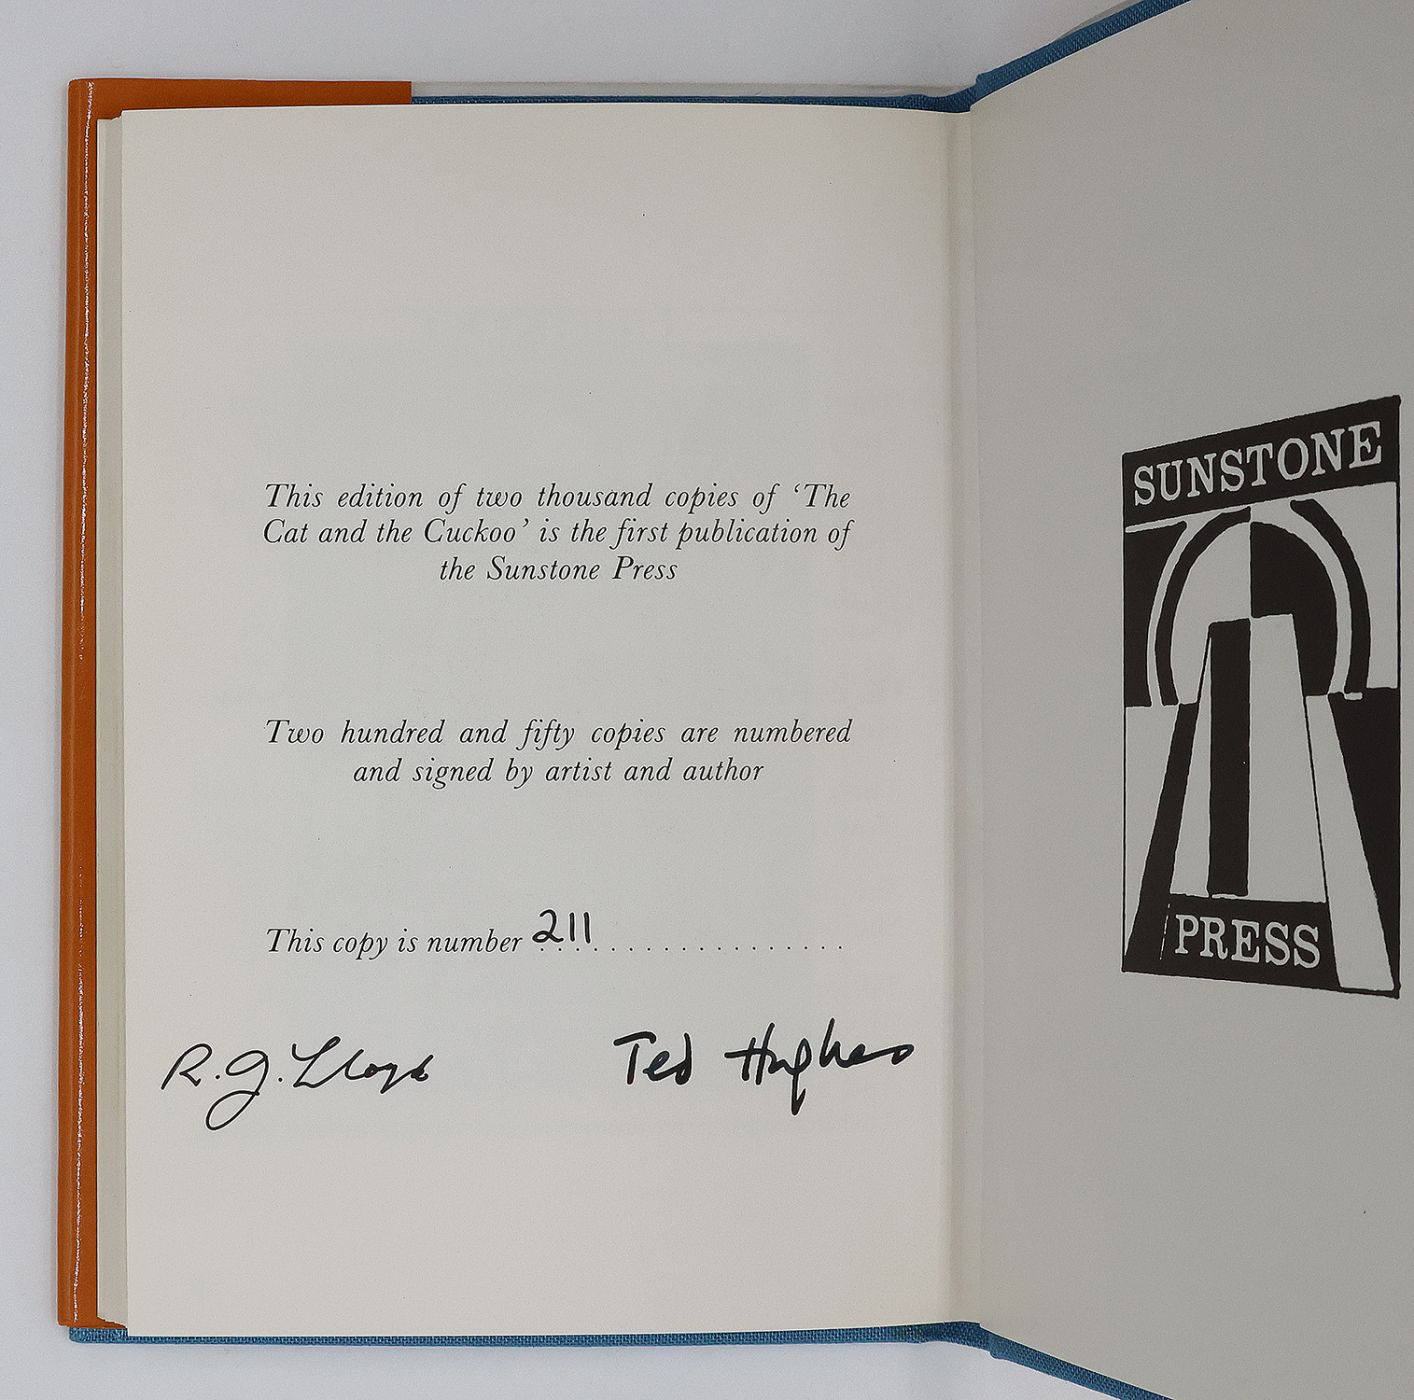 This edition of two thousand copies of ‘The
Cat and the Cuckoo’ is the first publication of
the Sunstone Press
Two hundred and fifty copies are numbered
and signed by artist and author
This copy is number 211................
R.J. Lloyd Ted Hughes
SUNSTONE
PRESS